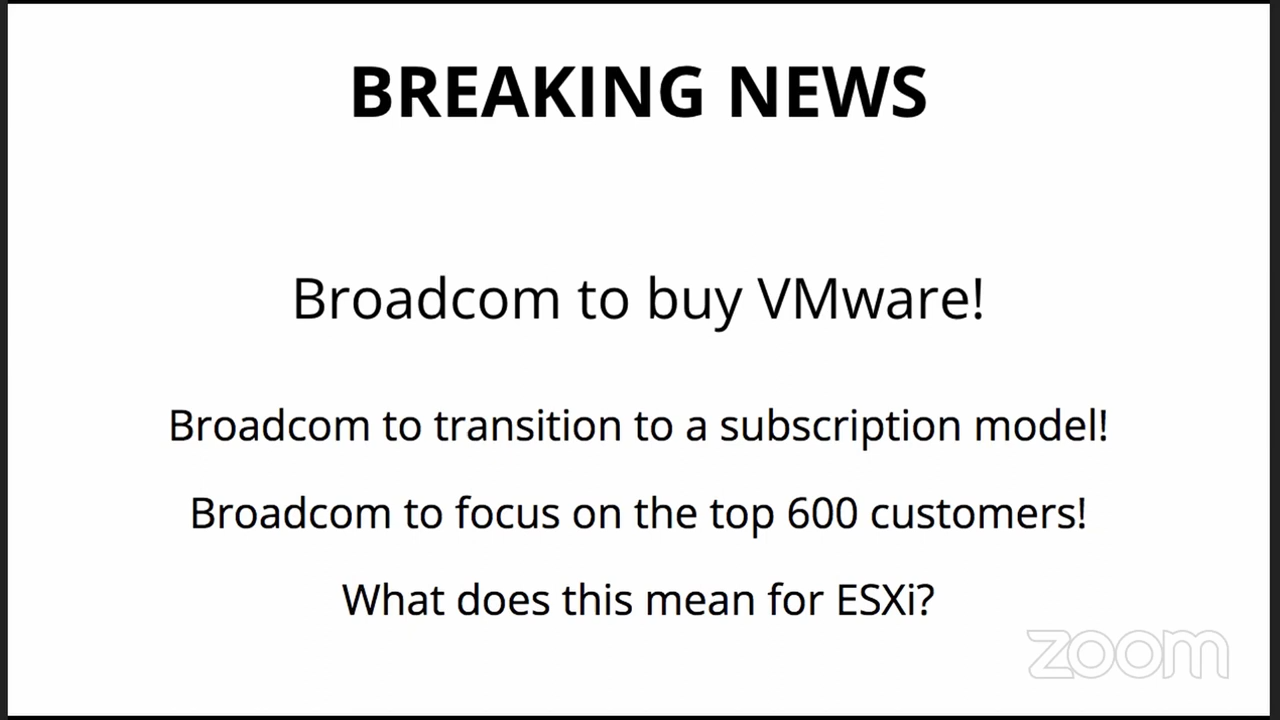 BREAKING NEWS
Broadcom to buy VMware!
Broadcom to transition to a subscription model!
Broadcom to focus on the top 600 customers!
What does this mean for ESXi?
zoom